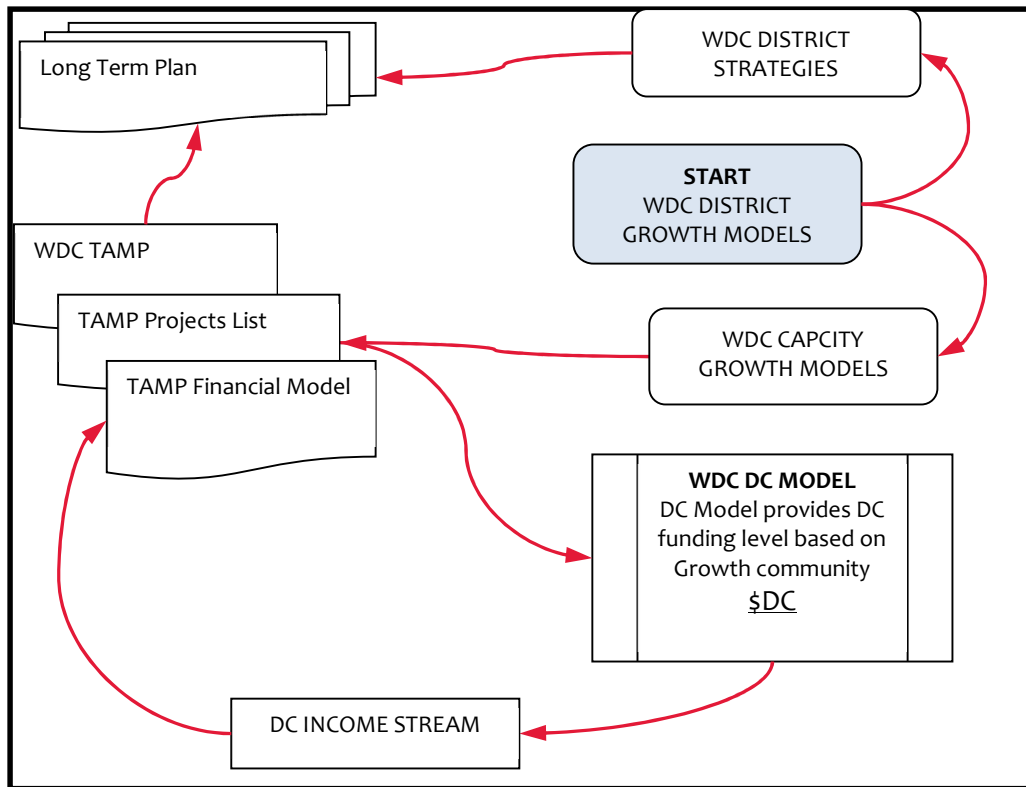 Long Term Plan
WDC DISTRICT
STRATEGIES
START
WDC DISTRICT
GROWTH MODELS
WDC TAMP
TAMP Projects List
TAMP Financial Model
WDC CAPCITY
GROWTH MODELS
WDC DC MODEL
DC Model provides DC
funding level based on
Growth community
$DC
DC INCOME STREAM